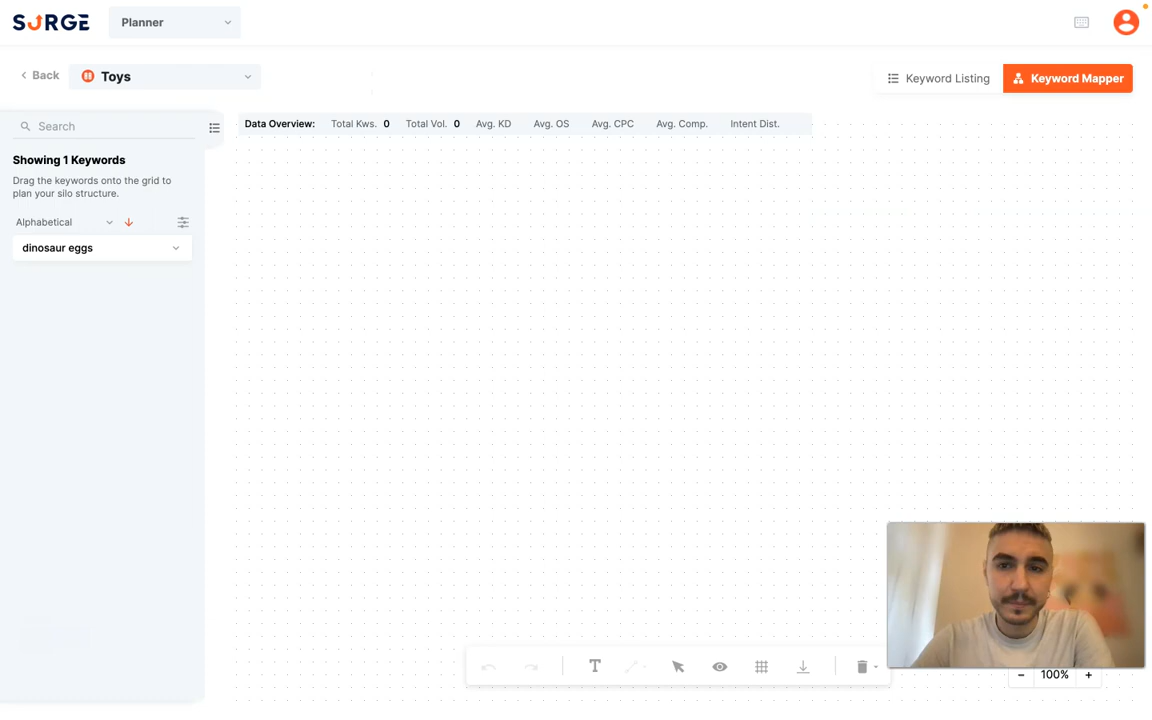 SURGE
Planner
Back
Toys
Keyword Listing
Keyword Mapper
Search
Data Overview: Total Kws. 0 Total Vol. 0 Avg. KD Avg. OS Avg. CPC Avg. Comp. Intent Dist.
Showing 1 Keywords
Drag the keywords onto the grid to
plan your silo structure.
Alphabetical
dinosaur eggs
T
- 100% +